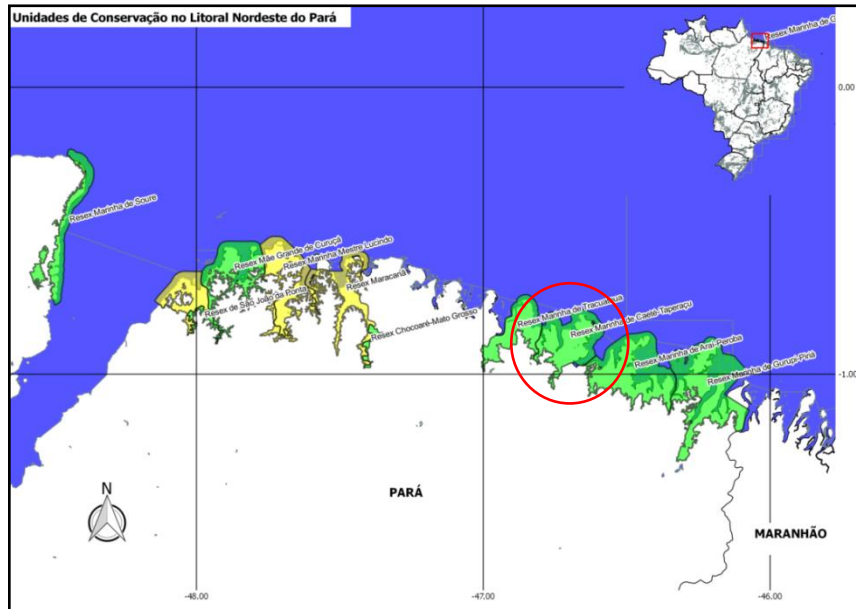 Unidades de Conservação no Litoral Nordeste do Pará
Resex Marinha de C
0.00
Resex Marinha de Soure
Resex Mãe Grande de Curuçá
Resex Marinha Mestre Lucindo
Resex Maracanã
Resex de São João da Ponta
Resex Chocoaré-Mato Grosso
Resex Marinha de Tracuateua
Resex Marinha de Caeté-Taperaçu
Resex Marinha de Araí-Peroba
Resex Marinha de Gurupi-Piriá
-1.00
N
PARÁ
MARANHÃO
-48.00
-47.00
-46.00